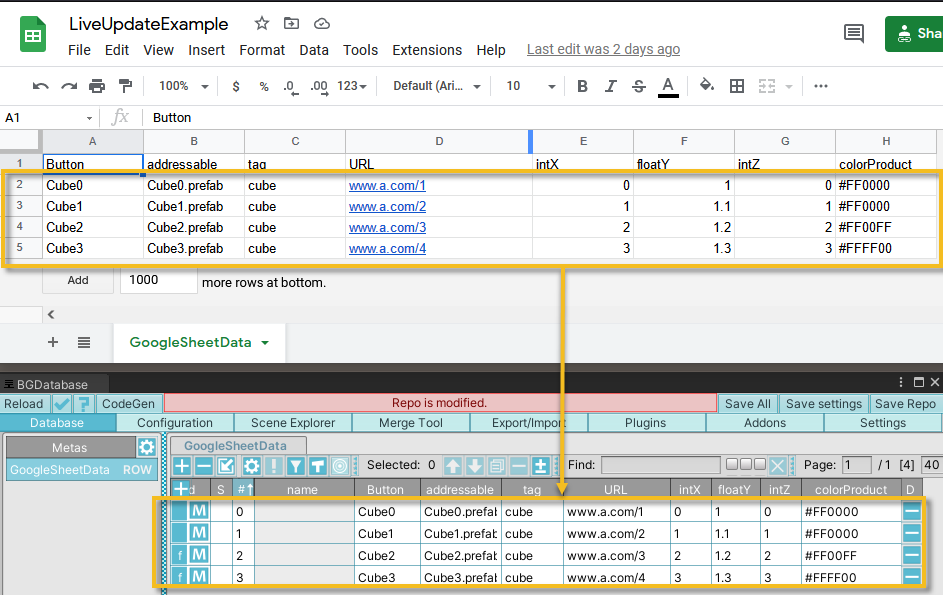 LiveUpdateExample
File Edit View Insert Format Data Tools Extensions Help Last edit was 2 days ago
Sha
100% $ % .0 .00 123 Default (Ari... 10 B I S A ...
A1 fx Button
A B C D E F G H
1 Button addressable tag URL intX floatY intZ colorProduct
2 Cube0 Cube0.prefab cube www.a.com/1 0 1 0 #FF0000
3 Cube1 Cube1.prefab cube www.a.com/2 1 1.1 1 #FF0000
4 Cube2 Cube2.prefab cube www.a.com/3 2 1.2 2 #FF00FF
5 Cube3 Cube3.prefab cube www.a.com/4 3 1.3 3 #FFFF00
Add 1000 more rows at bottom.
GoogleSheetData
BGDatabase
Reload ? CodeGen Repo is modified. Save All Save settings Save Repo
Database Configuration Scene Explorer Merge Tool Export/Import Plugins Addons Settings
Metas GoogleSheetData
GoogleSheetData ROW Selected: 0 Find: Page: 1 / 1 [4] 40
d S # name Button addressable tag URL intX floatY intZ colorProduct D
M 0 Cube0 Cube0.prefab cube www.a.com/1 0 1 0 #FF0000
M 1 Cube1 Cube1.prefab cube www.a.com/2 1 1.1 1 #FF0000
f M 2 Cube2 Cube2.prefab cube www.a.com/3 2 1.2 2 #FF00FF
f M 3 Cube3 Cube3.prefab cube www.a.com/4 3 1.3 3 #FFFF00